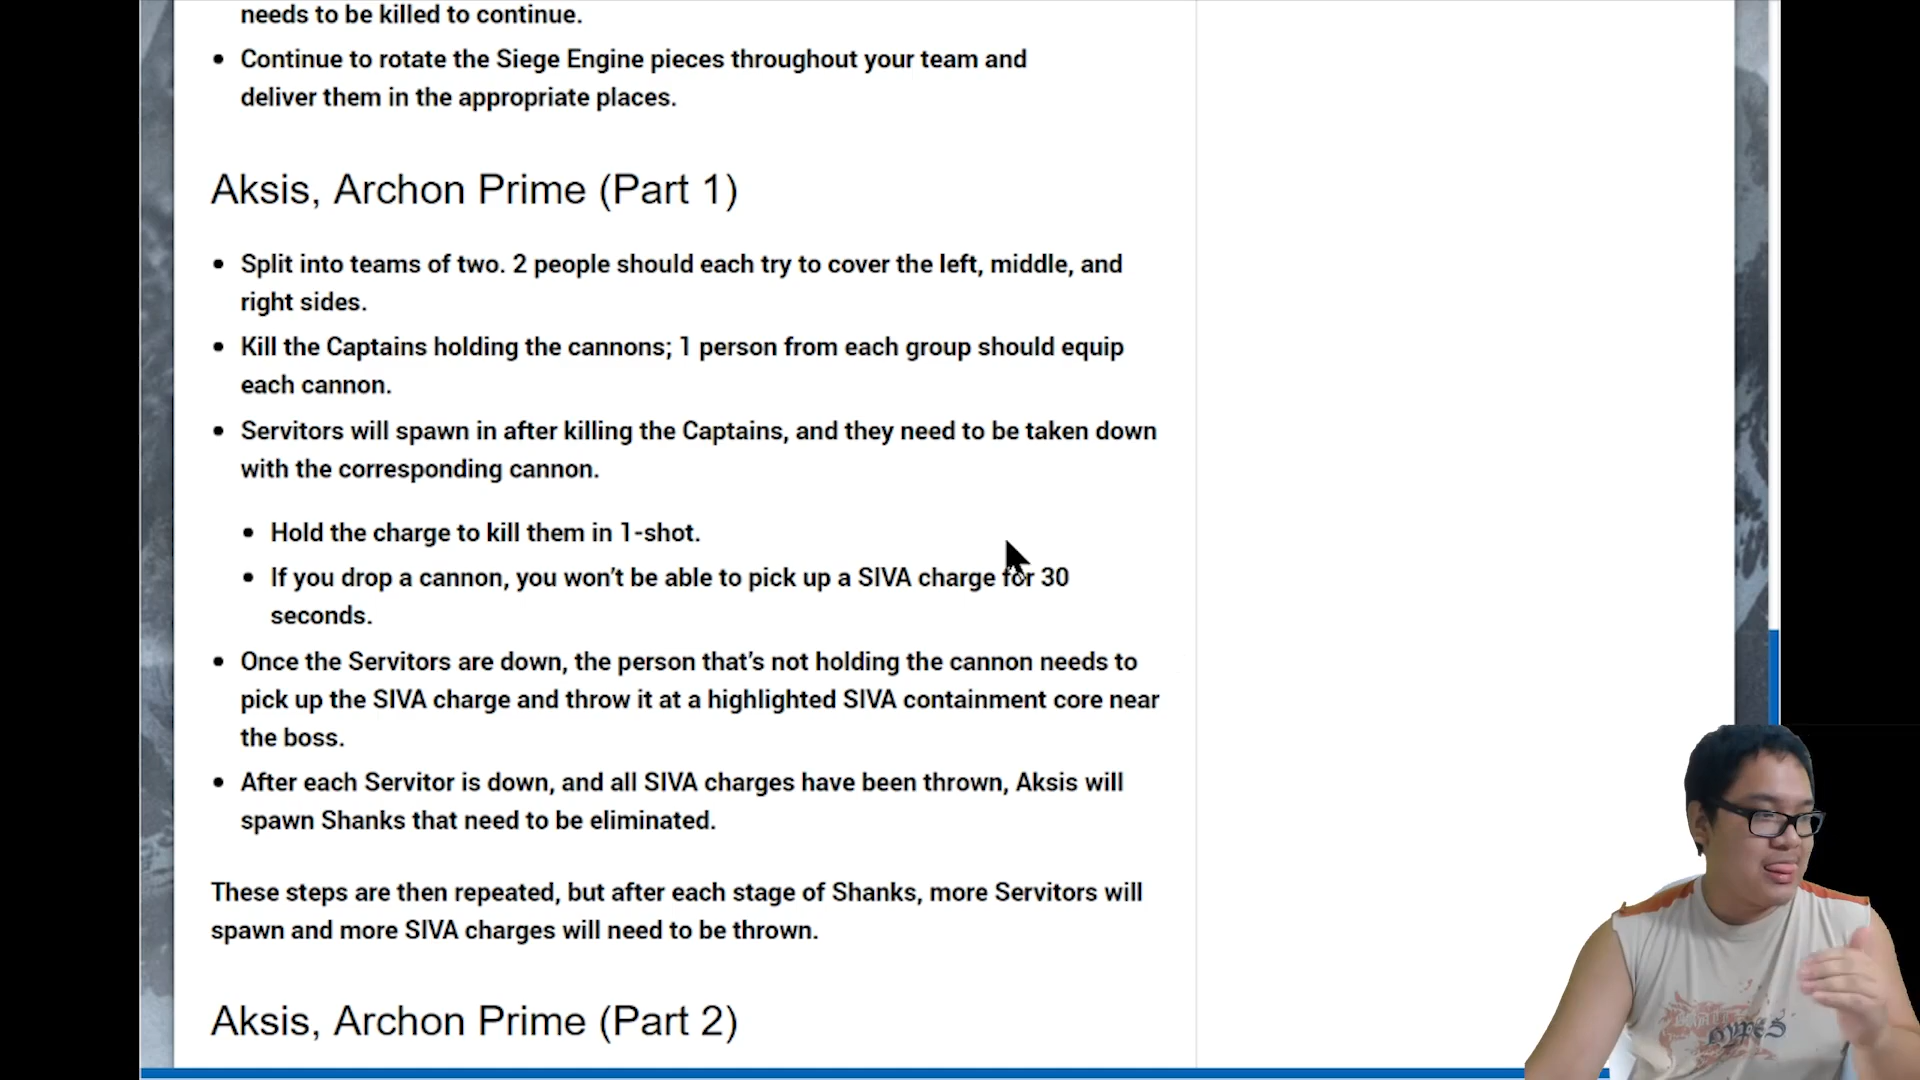 needs to be killed to continue.
Continue to rotate the Siege Engine pieces throughout your team and
deliver them in the appropriate places.
Aksis, Archon Prime (Part 1)
Split into teams of two. 2 people should each try to cover the left, middle, and
right sides.
Kill the Captains holding the cannons; 1 person from each group should equip
each cannon.
Servitors will spawn in after killing the Captains, and they need to be taken down
with the corresponding cannon.
Hold the charge to kill them in 1-shot.
If you drop a cannon, you won’t be able to pick up a SIVA charge for 30
seconds.
Once the Servitors are down, the person that’s not holding the cannon needs to
pick up the SIVA charge and throw it at a highlighted SIVA containment core near
the boss.
After each Servitor is down, and all SIVA charges have been thrown, Aksis will
spawn Shanks that need to be eliminated.
These steps are then repeated, but after each stage of Shanks, more Servitors will
spawn and more SIVA charges will need to be thrown.
Aksis, Archon Prime (Part 2)